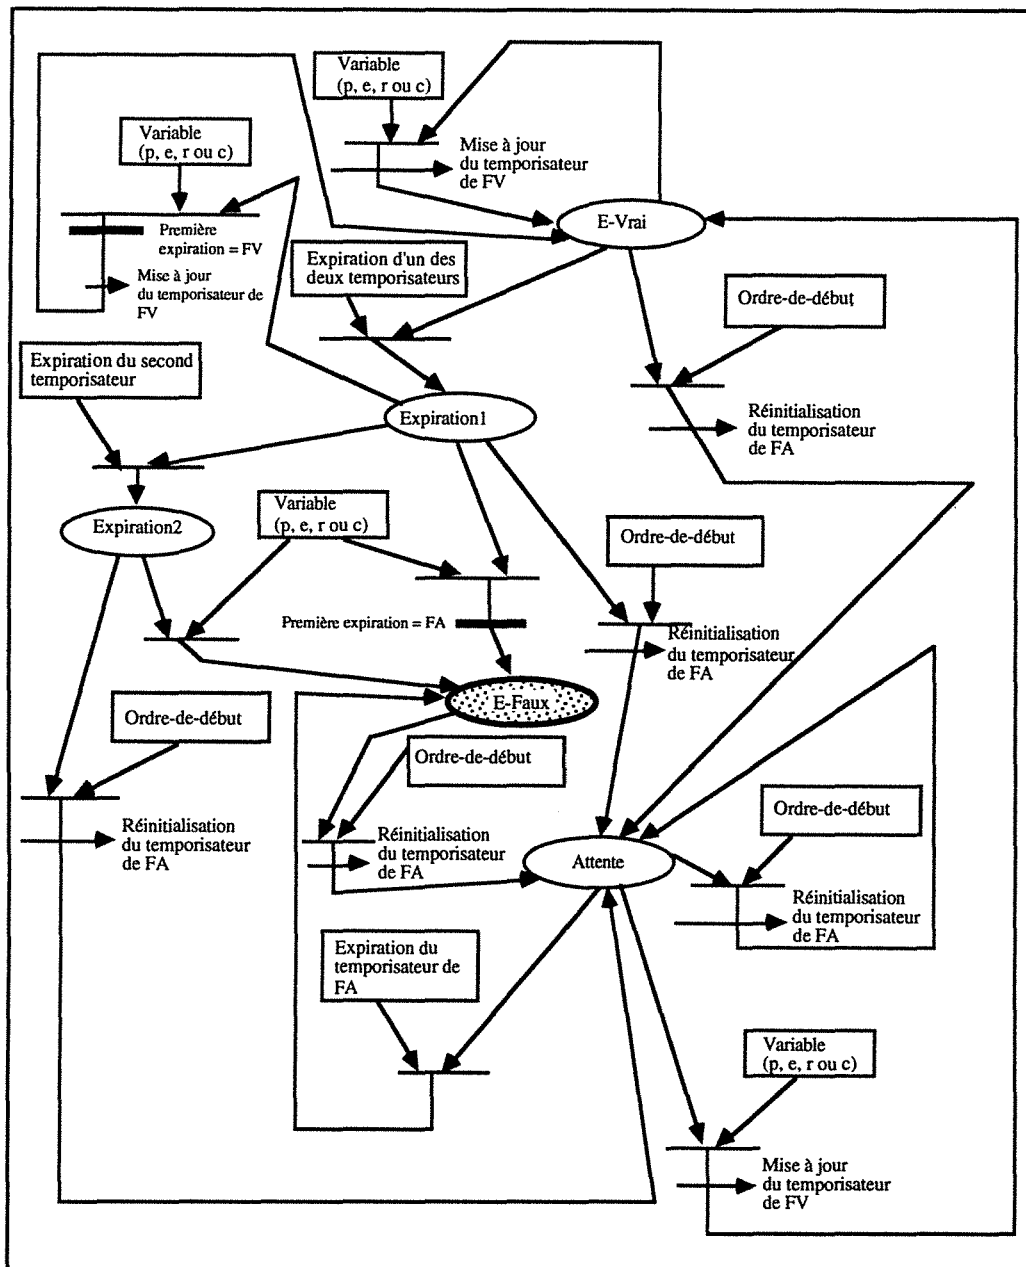 Variable
(p, e, r ou c)
Variable
(p, e, r ou c)
Mise à jour
du temporisateur
de FV
E-Vrai
Première
expiration = FV
Mise à jour
du temporisateur de
FV
Expiration d'un des
deux temporisateurs
Ordre-de-début
Expiration du second
temporisateur
Expiration1
Réinitialisation
du temporisateur
de FA
Expiration2
Variable
(p, e, r ou c)
Ordre-de-début
Première expiration = FA
Réinitialisation
du temporisateur
de FA
E-Faux
Ordre-de-début
Ordre-de-début
Ordre-de-début
Réinitialisation
du temporisateur
de FA
Réinitialisation
du temporisateur
de FA
Attente
Réinitialisation
du temporisateur
de FA
Expiration du
temporisateur de
FA
Variable
(p, e, r ou c)
Mise à jour
du temporisateur
de FV